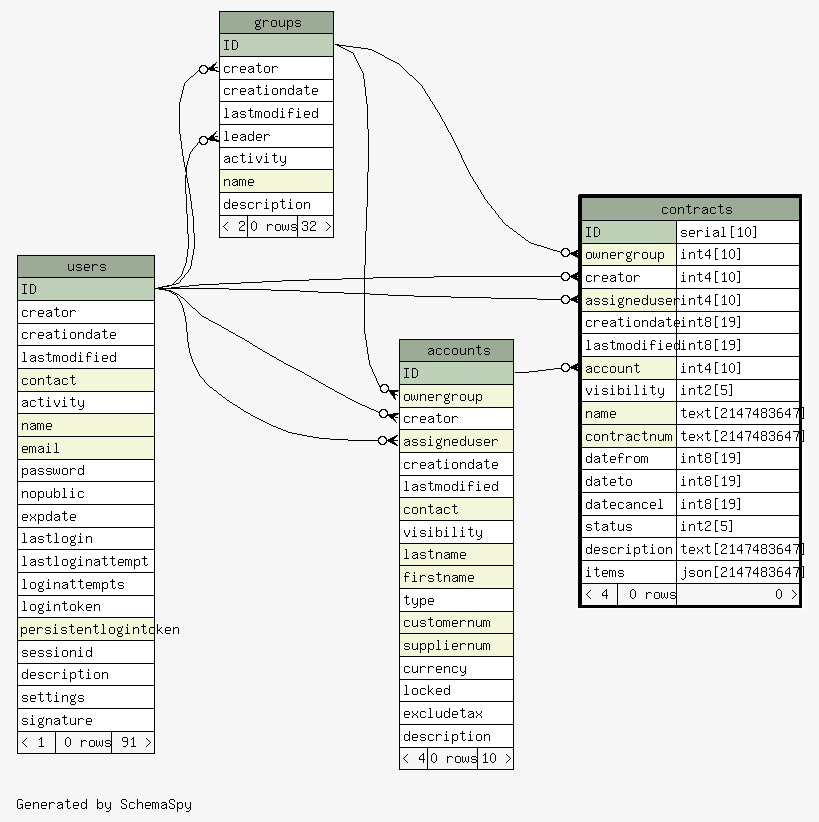 groups
ID
creator
creationdate
lastmodified
leader
activity
name
description
< 2 0 rows 32 >
users
ID
creator
creationdate
lastmodified
contact
activity
name
email
password
nopublic
expdate
lastlogin
lastloginattempt
loginattempts
logintoken
persistentlogintoken
sessionid
description
settings
signature
< 1 0 rows 91 >
accounts
ID
ownergroup
creator
assigneduser
creationdate
lastmodified
contact
visibility
lastname
firstname
type
customernum
suppliernum
currency
locked
excludetax
description
< 4 0 rows 10 >
contracts
ID serial[10]
ownergroup int4[10]
creator int4[10]
assigneduser int4[10]
creationdate int8[19]
lastmodified int8[19]
account int4[10]
visibility int2[5]
name text[2147483647]
contractnum text[2147483647]
datefrom int8[19]
dateto int8[19]
datecancel int8[19]
status int2[5]
description text[2147483647]
items json[2147483647]
< 4 0 rows 0 >
Generated by SchemaSpy